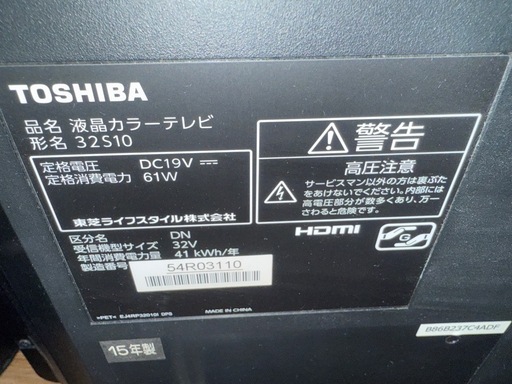 TOSHIBA
品名 液晶カラーテレビ
形名 32S10
定格電圧 DC19V
定格消費電力 61W
東芝ライフスタイル株式会社
区分名 DN
受信機型サイズ 32V
年間消費電力量 41 kWh/年
製造番号 54R03110
警告
高圧注意
サービスマン以外の方は裏ぶた
をあけないでください。内部には
高電圧部分が数多くあり、万一
さわると危険です。
HDMI
MADE IN CHINA
15年製
B86B237C4ADF